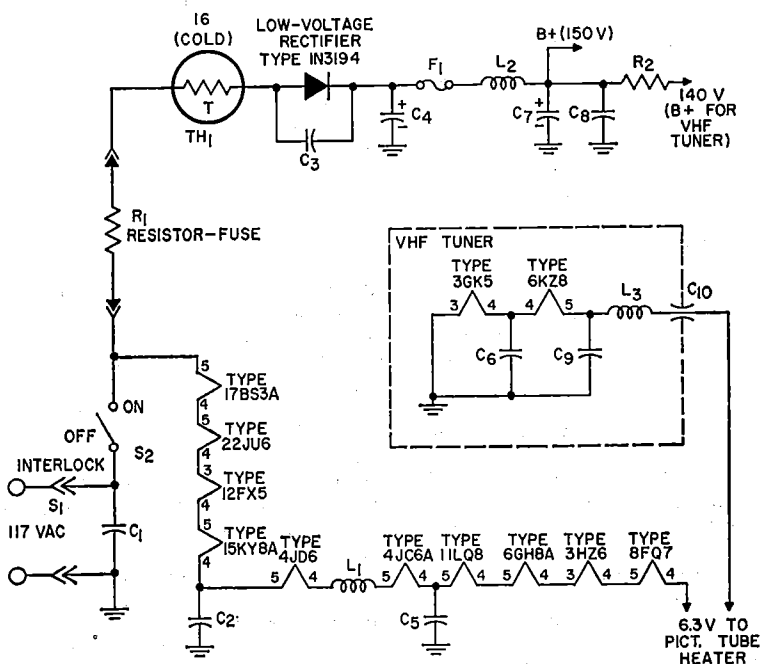 16
(COLD)
T
TH1
LOW-VOLTAGE
RECTIFIER
TYPE IN3194
C3
+
-
C4
F1
L2
B+(150 V)
+
-
C7
C8
R2
140 V
(B+ FOR
VHF
TUNER)
R1
RESISTOR-FUSE
VHF TUNER
TYPE
3GK5
3 4
TYPE
6KZ8
4 5
L3
C10
C6
C9
ON
OFF
S2
INTERLOCK
S1
117 VAC
C1
5
TYPE
17BS3A
4
5
TYPE
22JU6
4
3
TYPE
12FX5
4
5
TYPE
15KY8A
4
C2
TYPE
4JD6
5 4
L1
TYPE
4JC6A
5 4
C5
TYPE
11LQ8
5 4
TYPE
6GH8A
5 4
TYPE
3HZ6
3 4
TYPE
8FQ7
5 4
6.3 V TO
PICT. TUBE
HEATER